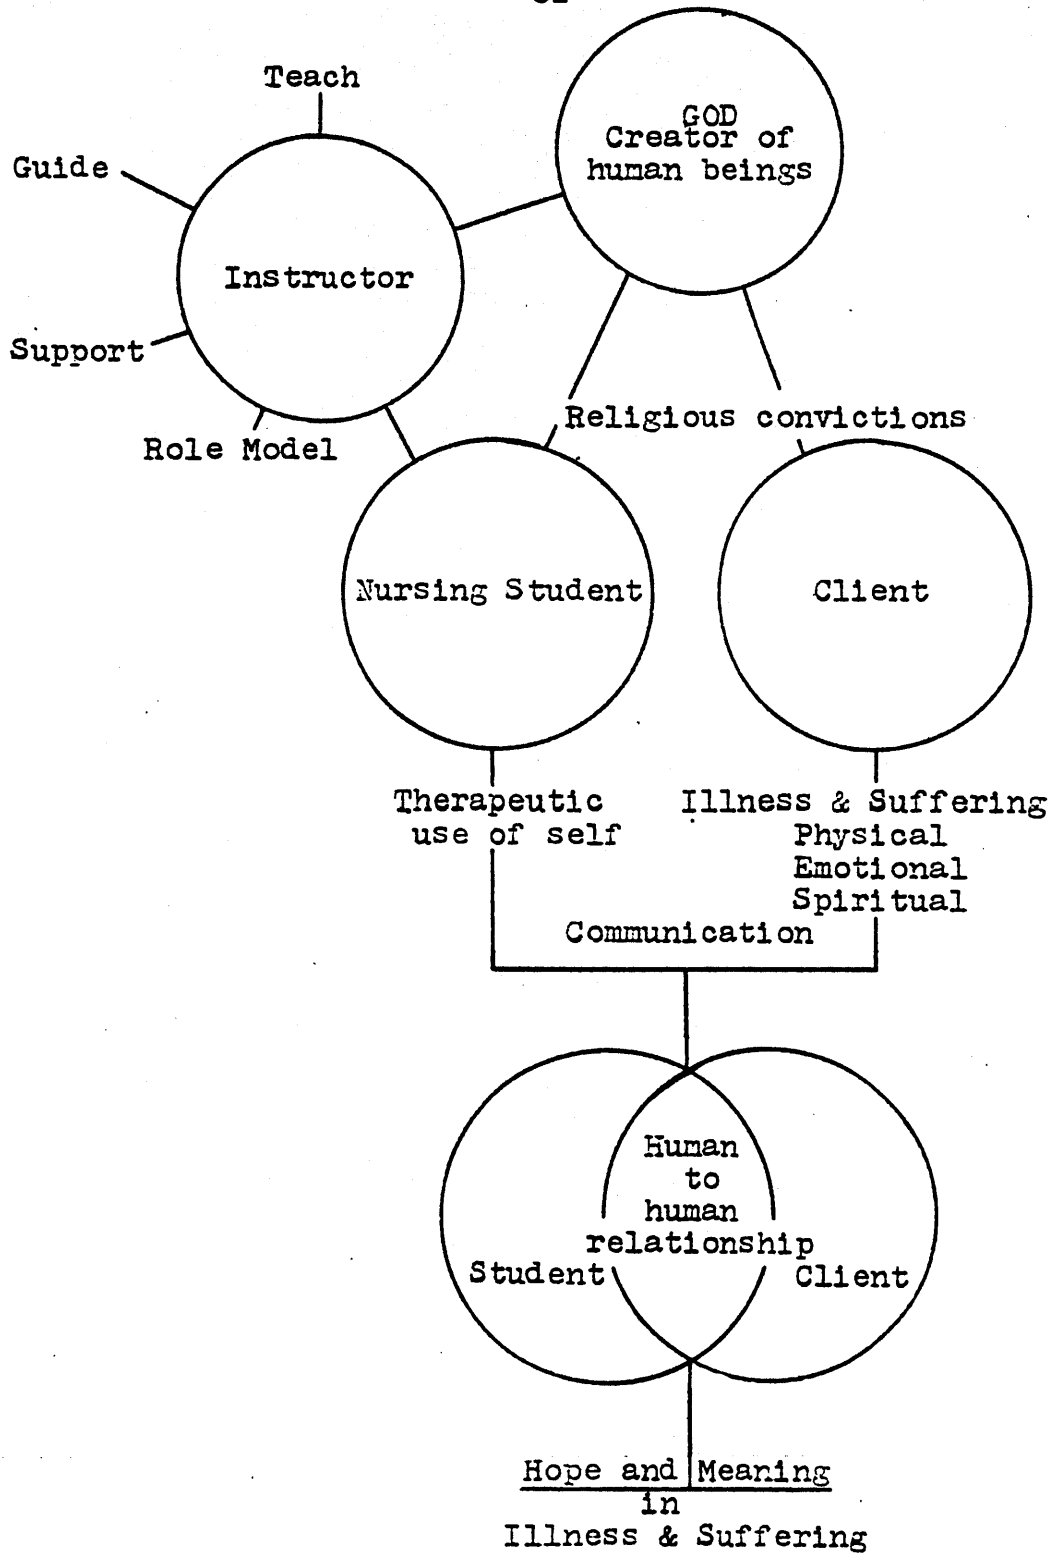 Teach
GOD
Creator of
human beings
Guide
Instructor
Support
Religious convictions
Role Model
Nursing Student
Client
Therapeutic
use of self
Illness & Suffering
Physical
Emotional
Spiritual
Communication
Human
to
human
relationship
Student
Client
Hope and Meaning
in
Illness & Suffering